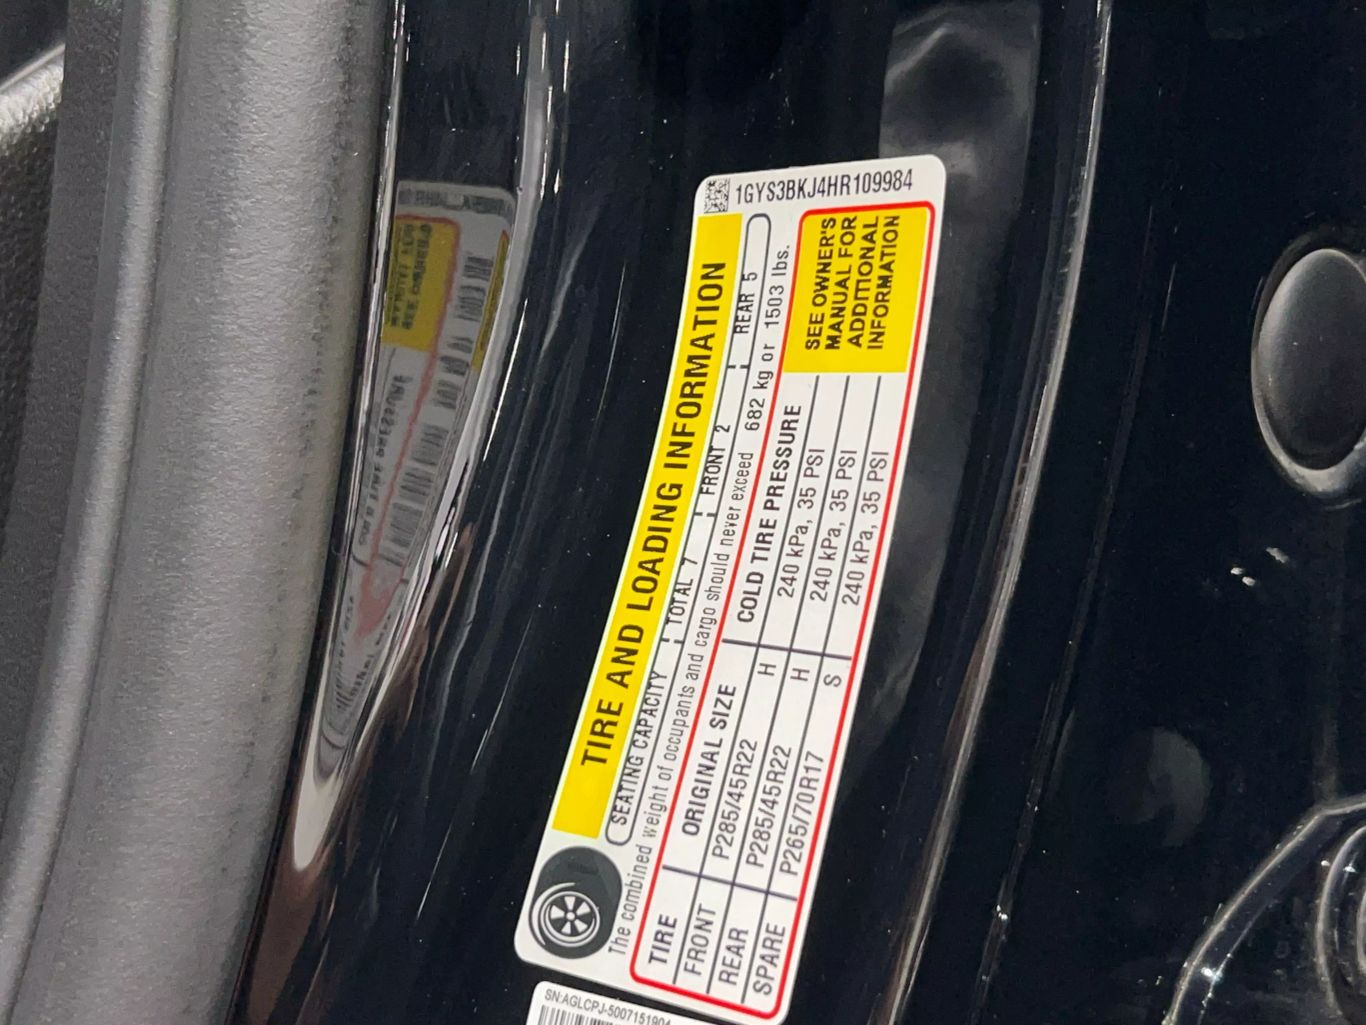 1GYS3BKJ4HR109984
TIRE AND LOADING INFORMATION
SEATING CAPACITY TOTAL 7 FRONT 2 REAR 5
The combined weight of occupants and cargo should never exceed 682 kg or 1503 lbs.
TIRE ORIGINAL SIZE COLD TIRE PRESSURE
FRONT P285/45R22 H 240 kPa, 35 PSI
REAR P285/45R22 H 240 kPa, 35 PSI
SPARE P265/70R17 S 240 kPa, 35 PSI
SEE OWNER'S
MANUAL FOR
ADDITIONAL
INFORMATION
SN:AGLCPJ-5007151904